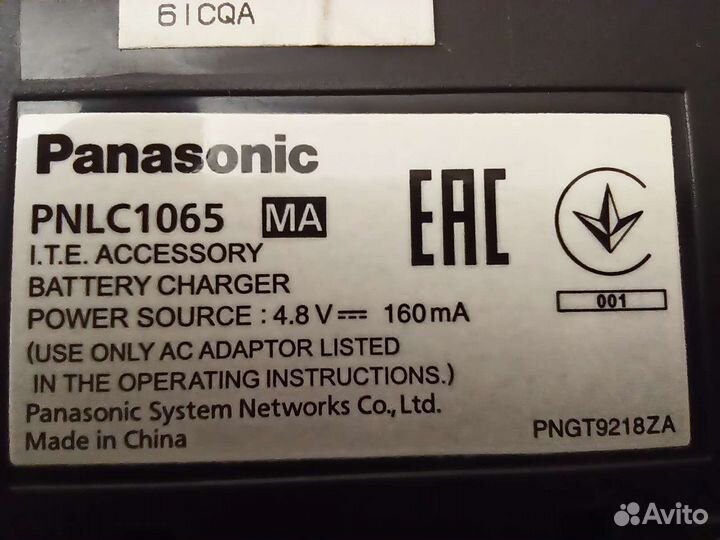 6ICQA
Panasonic
PNLC1065 MA
I.T.E. ACCESSORY
BATTERY CHARGER
POWER SOURCE : 4.8 V⎓ 160 mA
(USE ONLY AC ADAPTOR LISTED
IN THE OPERATING INSTRUCTIONS.)
Panasonic System Networks Co., Ltd.
Made in China
EAC
001
PNGT9218ZA
Avito